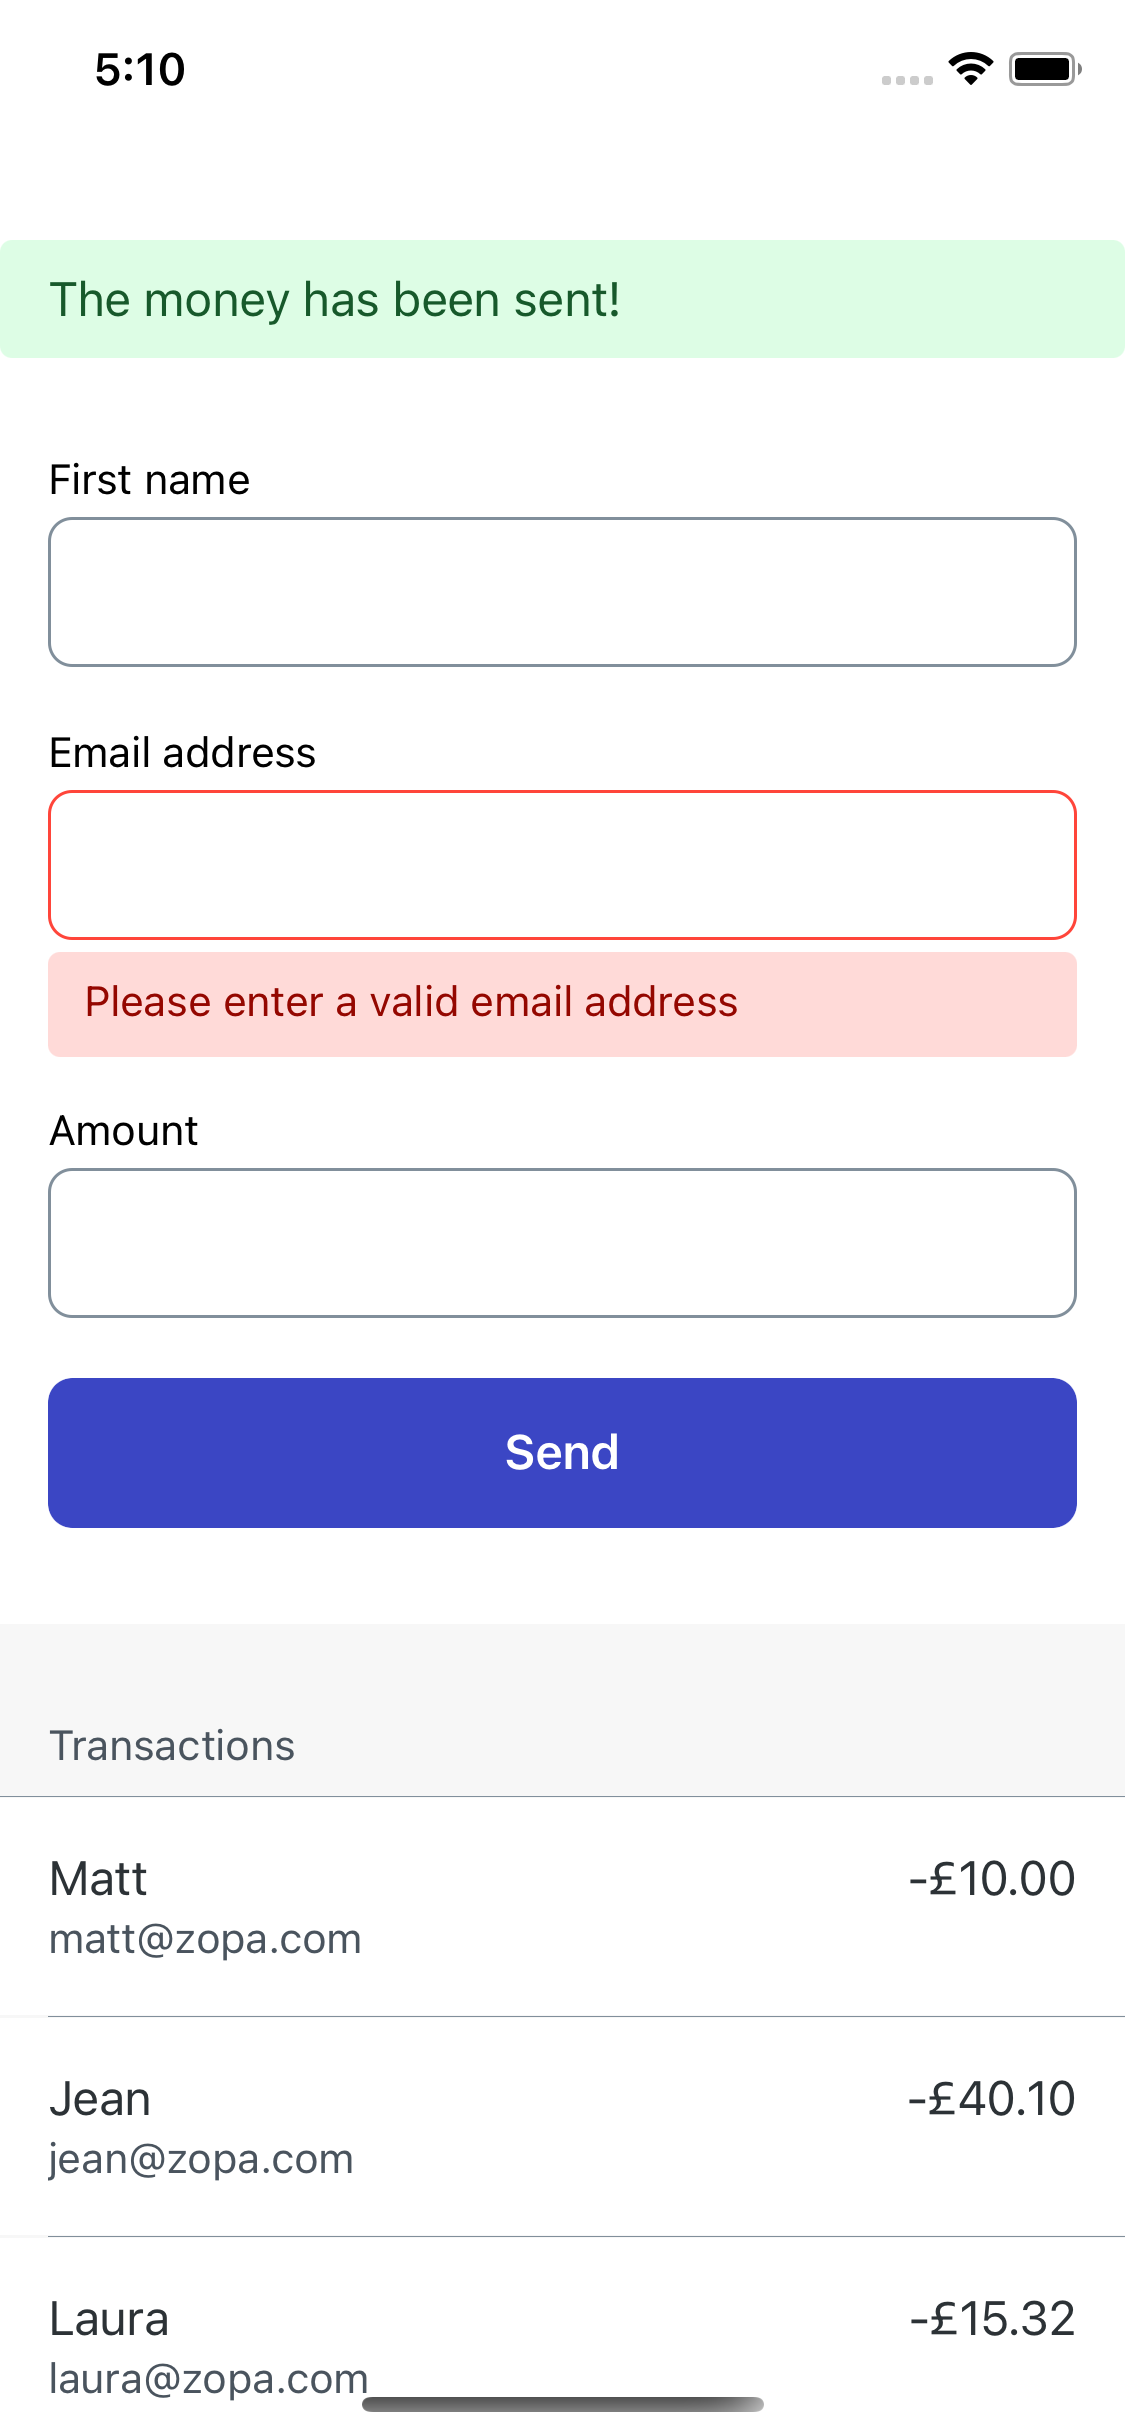 5:10
The money has been sent!
First name
Email address
Please enter a valid email address
Amount
Send
Transactions
Matt -£10.00
matt@zopa.com
Jean -£40.10
jean@zopa.com
Laura -£15.32
laura@zopa.com